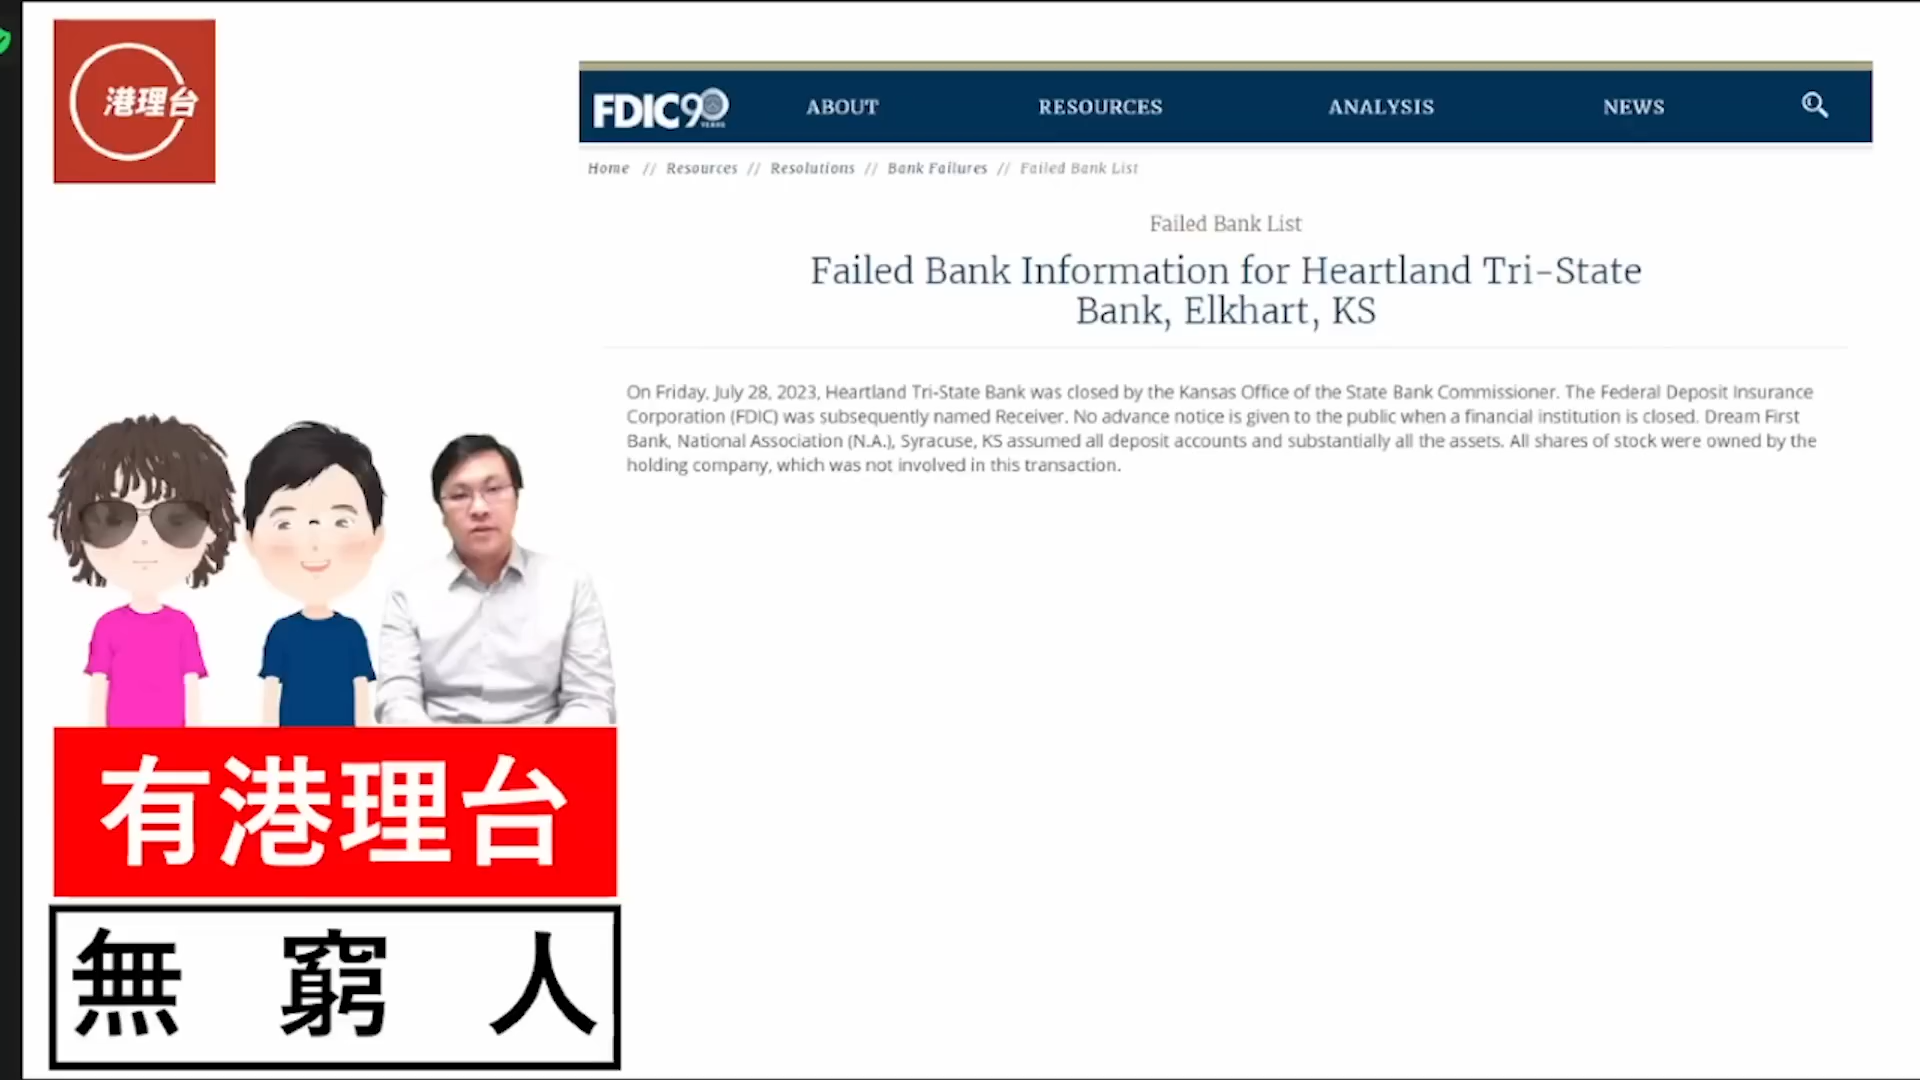 港理台
FDIC90
YEARS
ABOUT
RESOURCES
ANALYSIS
NEWS
Home // Resources // Resolutions // Bank Failures // Failed Bank List
Failed Bank List
Failed Bank Information for Heartland Tri-State
Bank, Elkhart, KS
On Friday, July 28, 2023, Heartland Tri-State Bank was closed by the Kansas Office of the State Bank Commissioner. The Federal Deposit Insurance
Corporation (FDIC) was subsequently named Receiver. No advance notice is given to the public when a financial institution is closed. Dream First
Bank, National Association (N.A.), Syracuse, KS assumed all deposit accounts and substantially all the assets. All shares of stock were owned by the
holding company, which was not involved in this transaction.
有港理台
無窮人